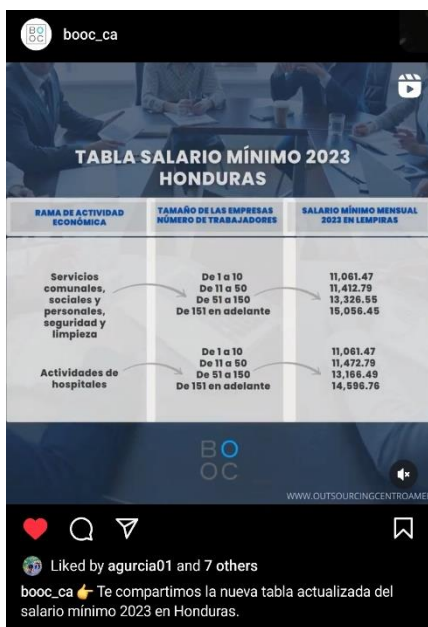 BO
OC
booc_ca
TABLA SALARIO MÍNIMO 2023
HONDURAS
RAMA DE ACTIVIDAD
ECONÓMICA
TAMAÑO DE LAS EMPRESAS
NÚMERO DE TRABAJADORES
SALARIO MÍNIMO MENSUAL
2023 EN LEMPIRAS
Servicios
comunales,
sociales y
personales,
seguridad y
limpieza
De 1 a 10
De 11 a 50
De 51 a 150
De 151 en adelante
11,061.47
11,412.79
13,326.55
15,056.45
Actividades de
hospitales
De 1 a 10
De 11 a 50
De 51 a 150
De 151 en adelante
11,061.47
11,472.79
13,166.49
14,596.76
BO
OC
WWW.OUTSOURCINGCENTROAME
Liked by agurcia01 and 7 others
booc_ca 👉 Te compartimos la nueva tabla actualizada del
salario mínimo 2023 en Honduras.